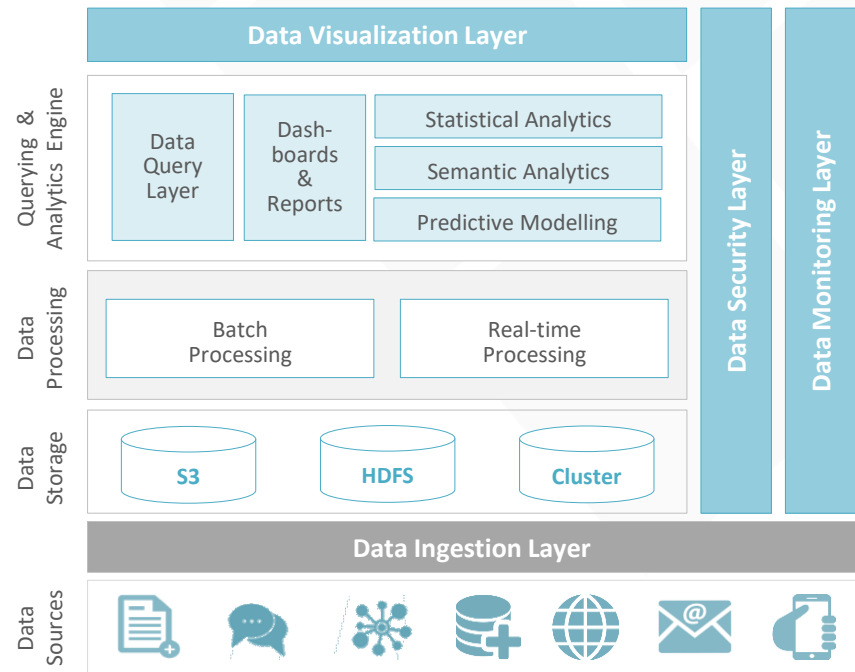 Data Visualization Layer
Querying &
Analytics Engine
Data
Query
Layer
Dash-
boards
&
Reports
Statistical Analytics
Semantic Analytics
Predictive Modelling
Data
Processing
Batch
Processing
Real-time
Processing
Data
Storage
S3
HDFS
Cluster
Data Security Layer
Data Monitoring Layer
Data Ingestion Layer
Data
Sources
@